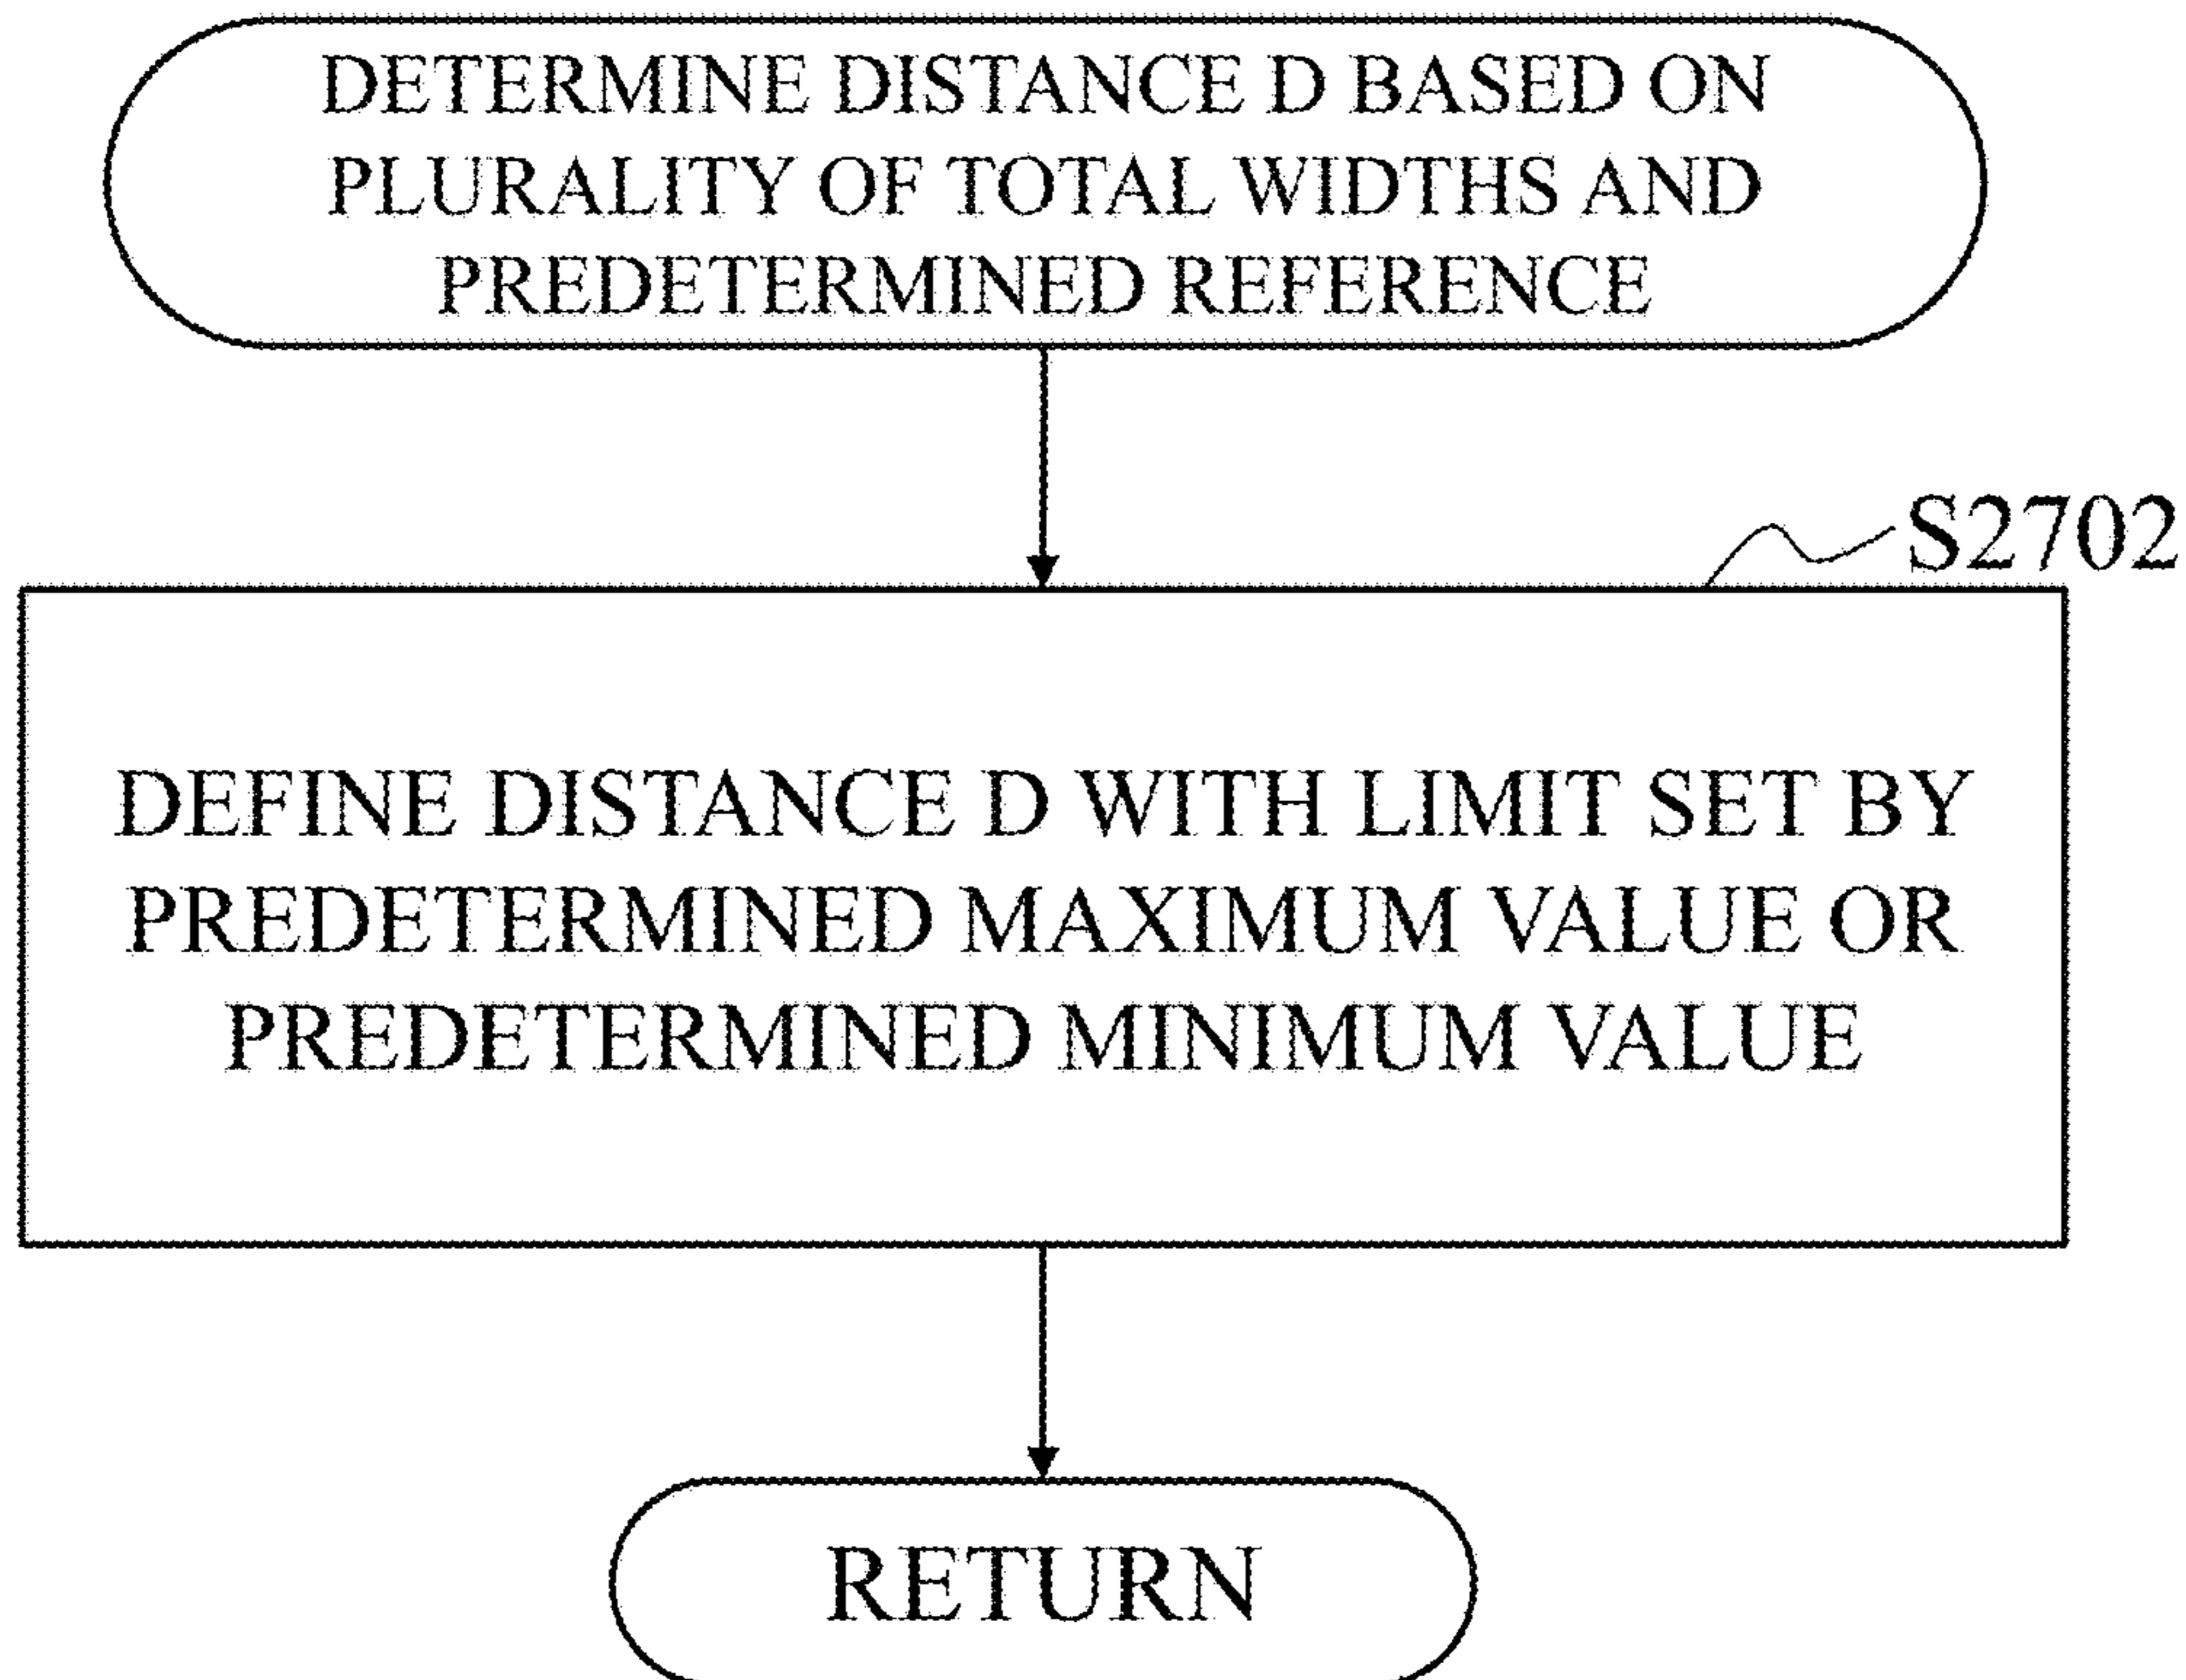 DETERMINE DISTANCE D BASED ON
PLURALITY OF TOTAL WIDTHS AND
PREDETERMINED REFERENCE
S2702
DEFINE DISTANCE D WITH LIMIT SET BY
PREDETERMINED MAXIMUM VALUE OR
PREDETERMINED MINIMUM VALUE
RETURN